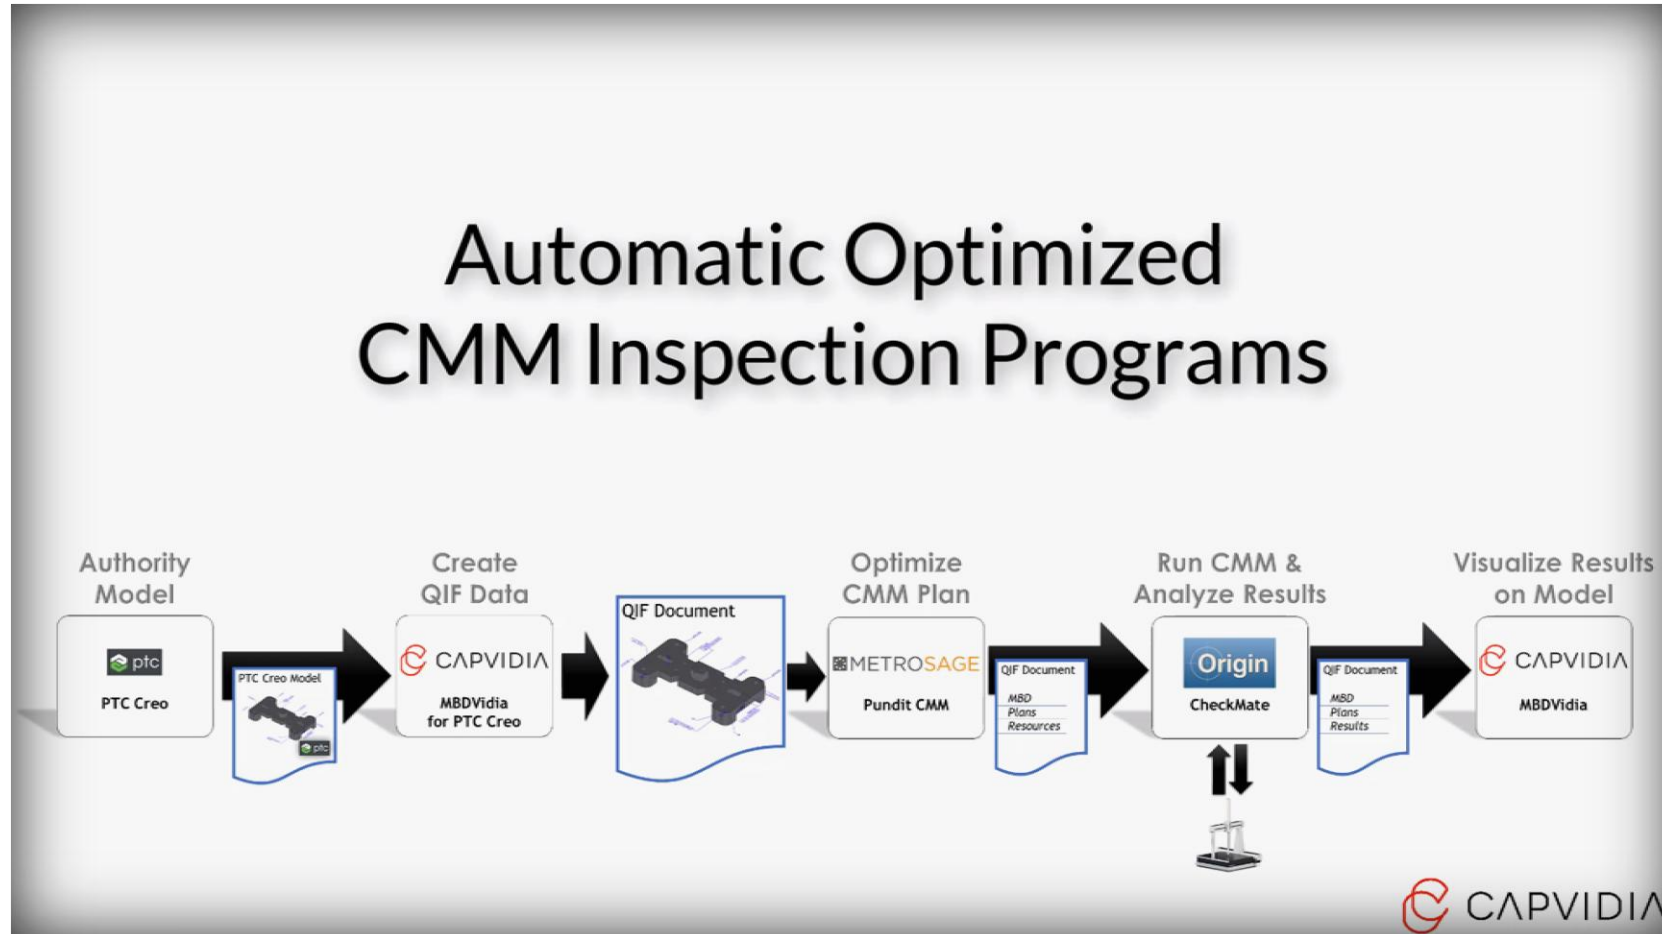 Automatic Optimized
CMM Inspection Programs
Authority
Model
ptc
PTC Creo
PTC Creo Model
ptc
Create
QIF Data
CAPVIDIA
MBDVidia
for PTC Creo
QIF Document
Optimize
CMM Plan
METROSAGE
Pundit CMM
QIF Document
MBD
Plans
Resources
Run CMM &
Analyze Results
Origin
CheckMate
QIF Document
MBD
Plans
Results
Visualize Results
on Model
CAPVIDIA
MBDVidia
CAPVIDIA